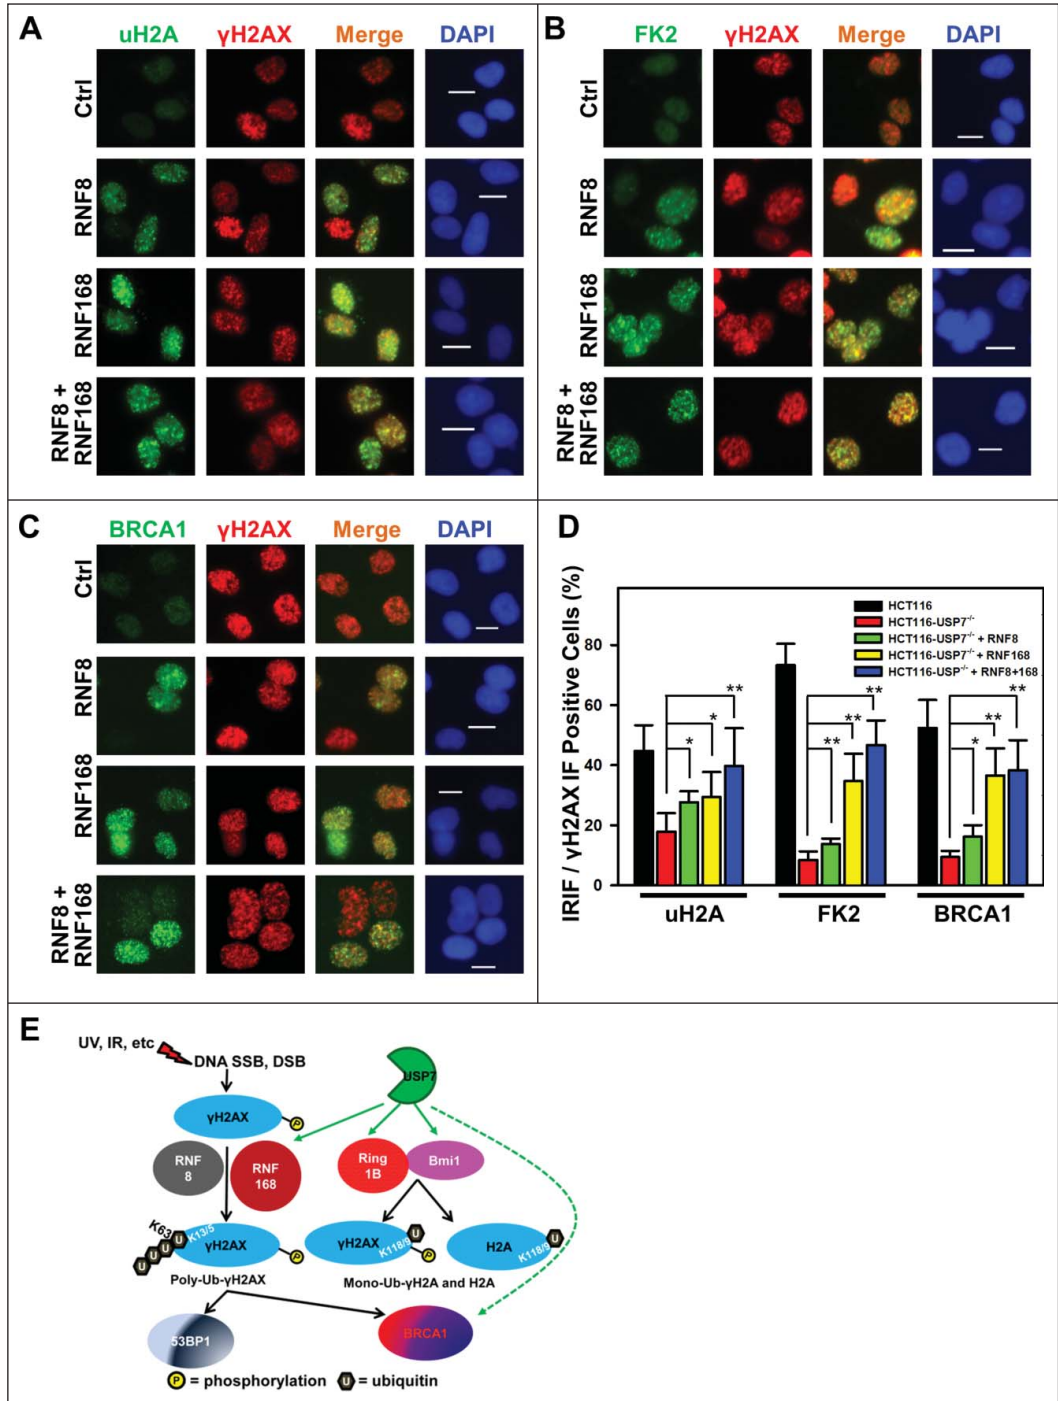 A
uH2A γH2AX Merge DAPI
Ctrl
RNF8
RNF168
RNF8 +
RNF168
B
FK2 γH2AX Merge DAPI
Ctrl
RNF8
RNF168
RNF8 +
RNF168
C
BRCA1 γH2AX Merge DAPI
Ctrl
RNF8
RNF168
RNF8 +
RNF168
D
IRIF / γH2AX IF Positive Cells (%)
80
60
40
20
0
HCT116
HCT116-USP7-/-
HCT116-USP7-/- + RNF8
HCT116-USP7-/- + RNF168
HCT116-USP-/- + RNF8+168
* * **
** ** **
* ** **
uH2A FK2 BRCA1
E
UV, IR, etc
DNA SSB, DSB
USP7
γH2AX P
RNF
8
RNF
168
Ring
1B
Bmi1
K63
K13/5
U U U U
γH2AX P
Poly-Ub-γH2AX
γH2AX K118/9 U P
H2A K118/9 U
Mono-Ub-γH2A and H2A
53BP1
BRCA1
P = phosphorylation U = ubiquitin